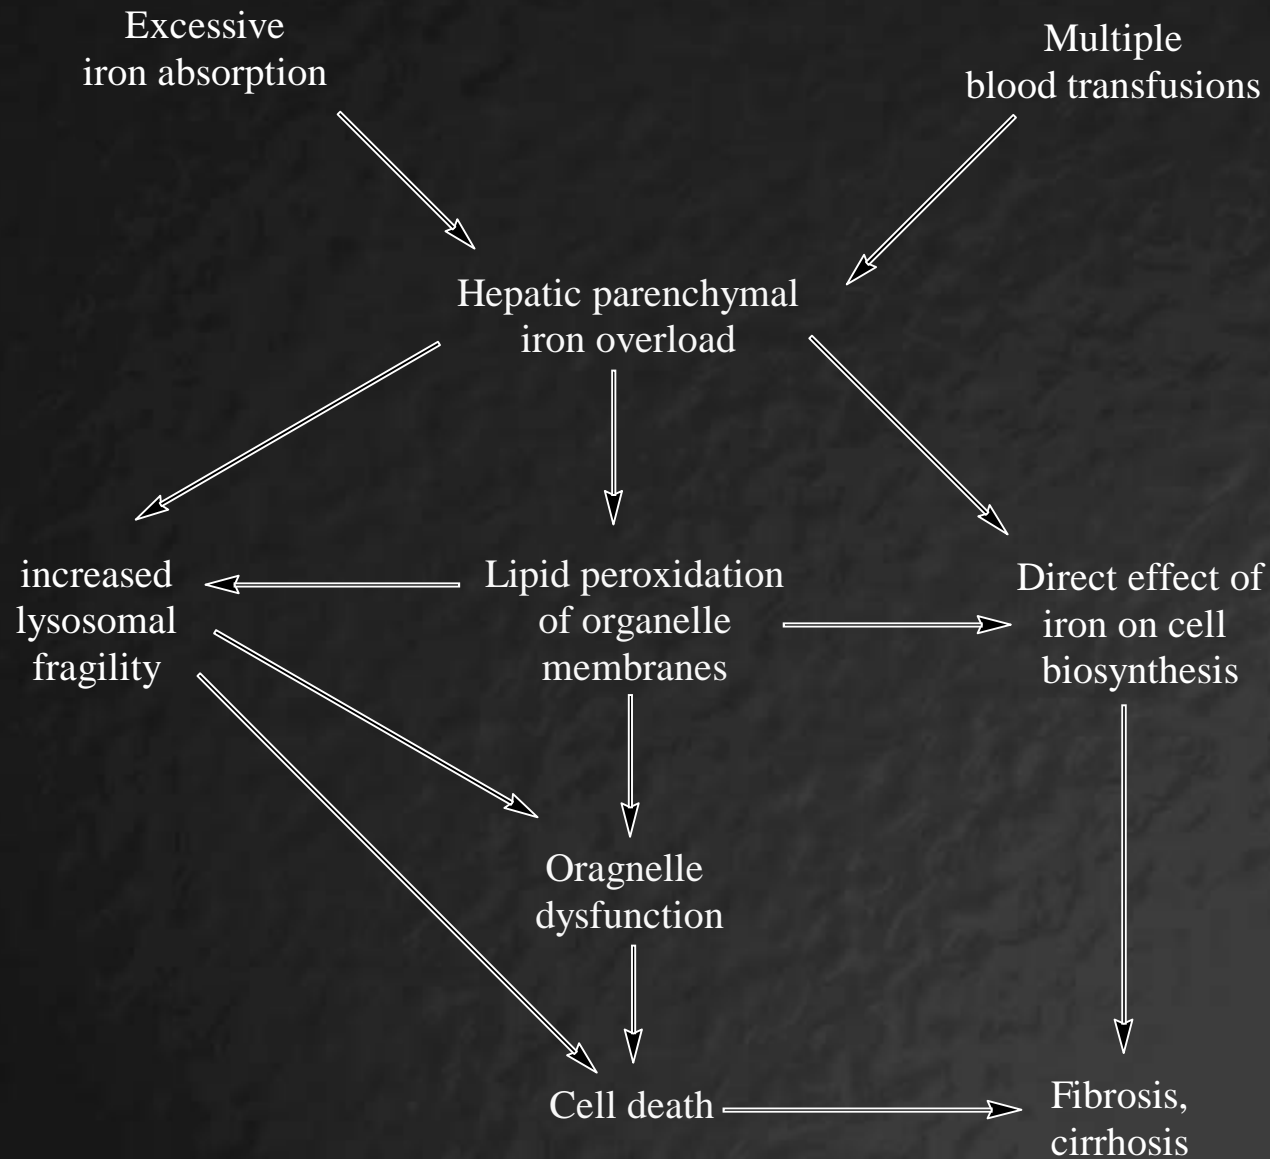 Excessive
iron absorption
Multiple
blood transfusions
Hepatic parenchymal
iron overload
increased
lysosomal
fragility
Lipid peroxidation
of organelle
membranes
Direct effect of
iron on cell
biosynthesis
Oragnelle
dysfunction
Cell death
Fibrosis,
cirrhosis